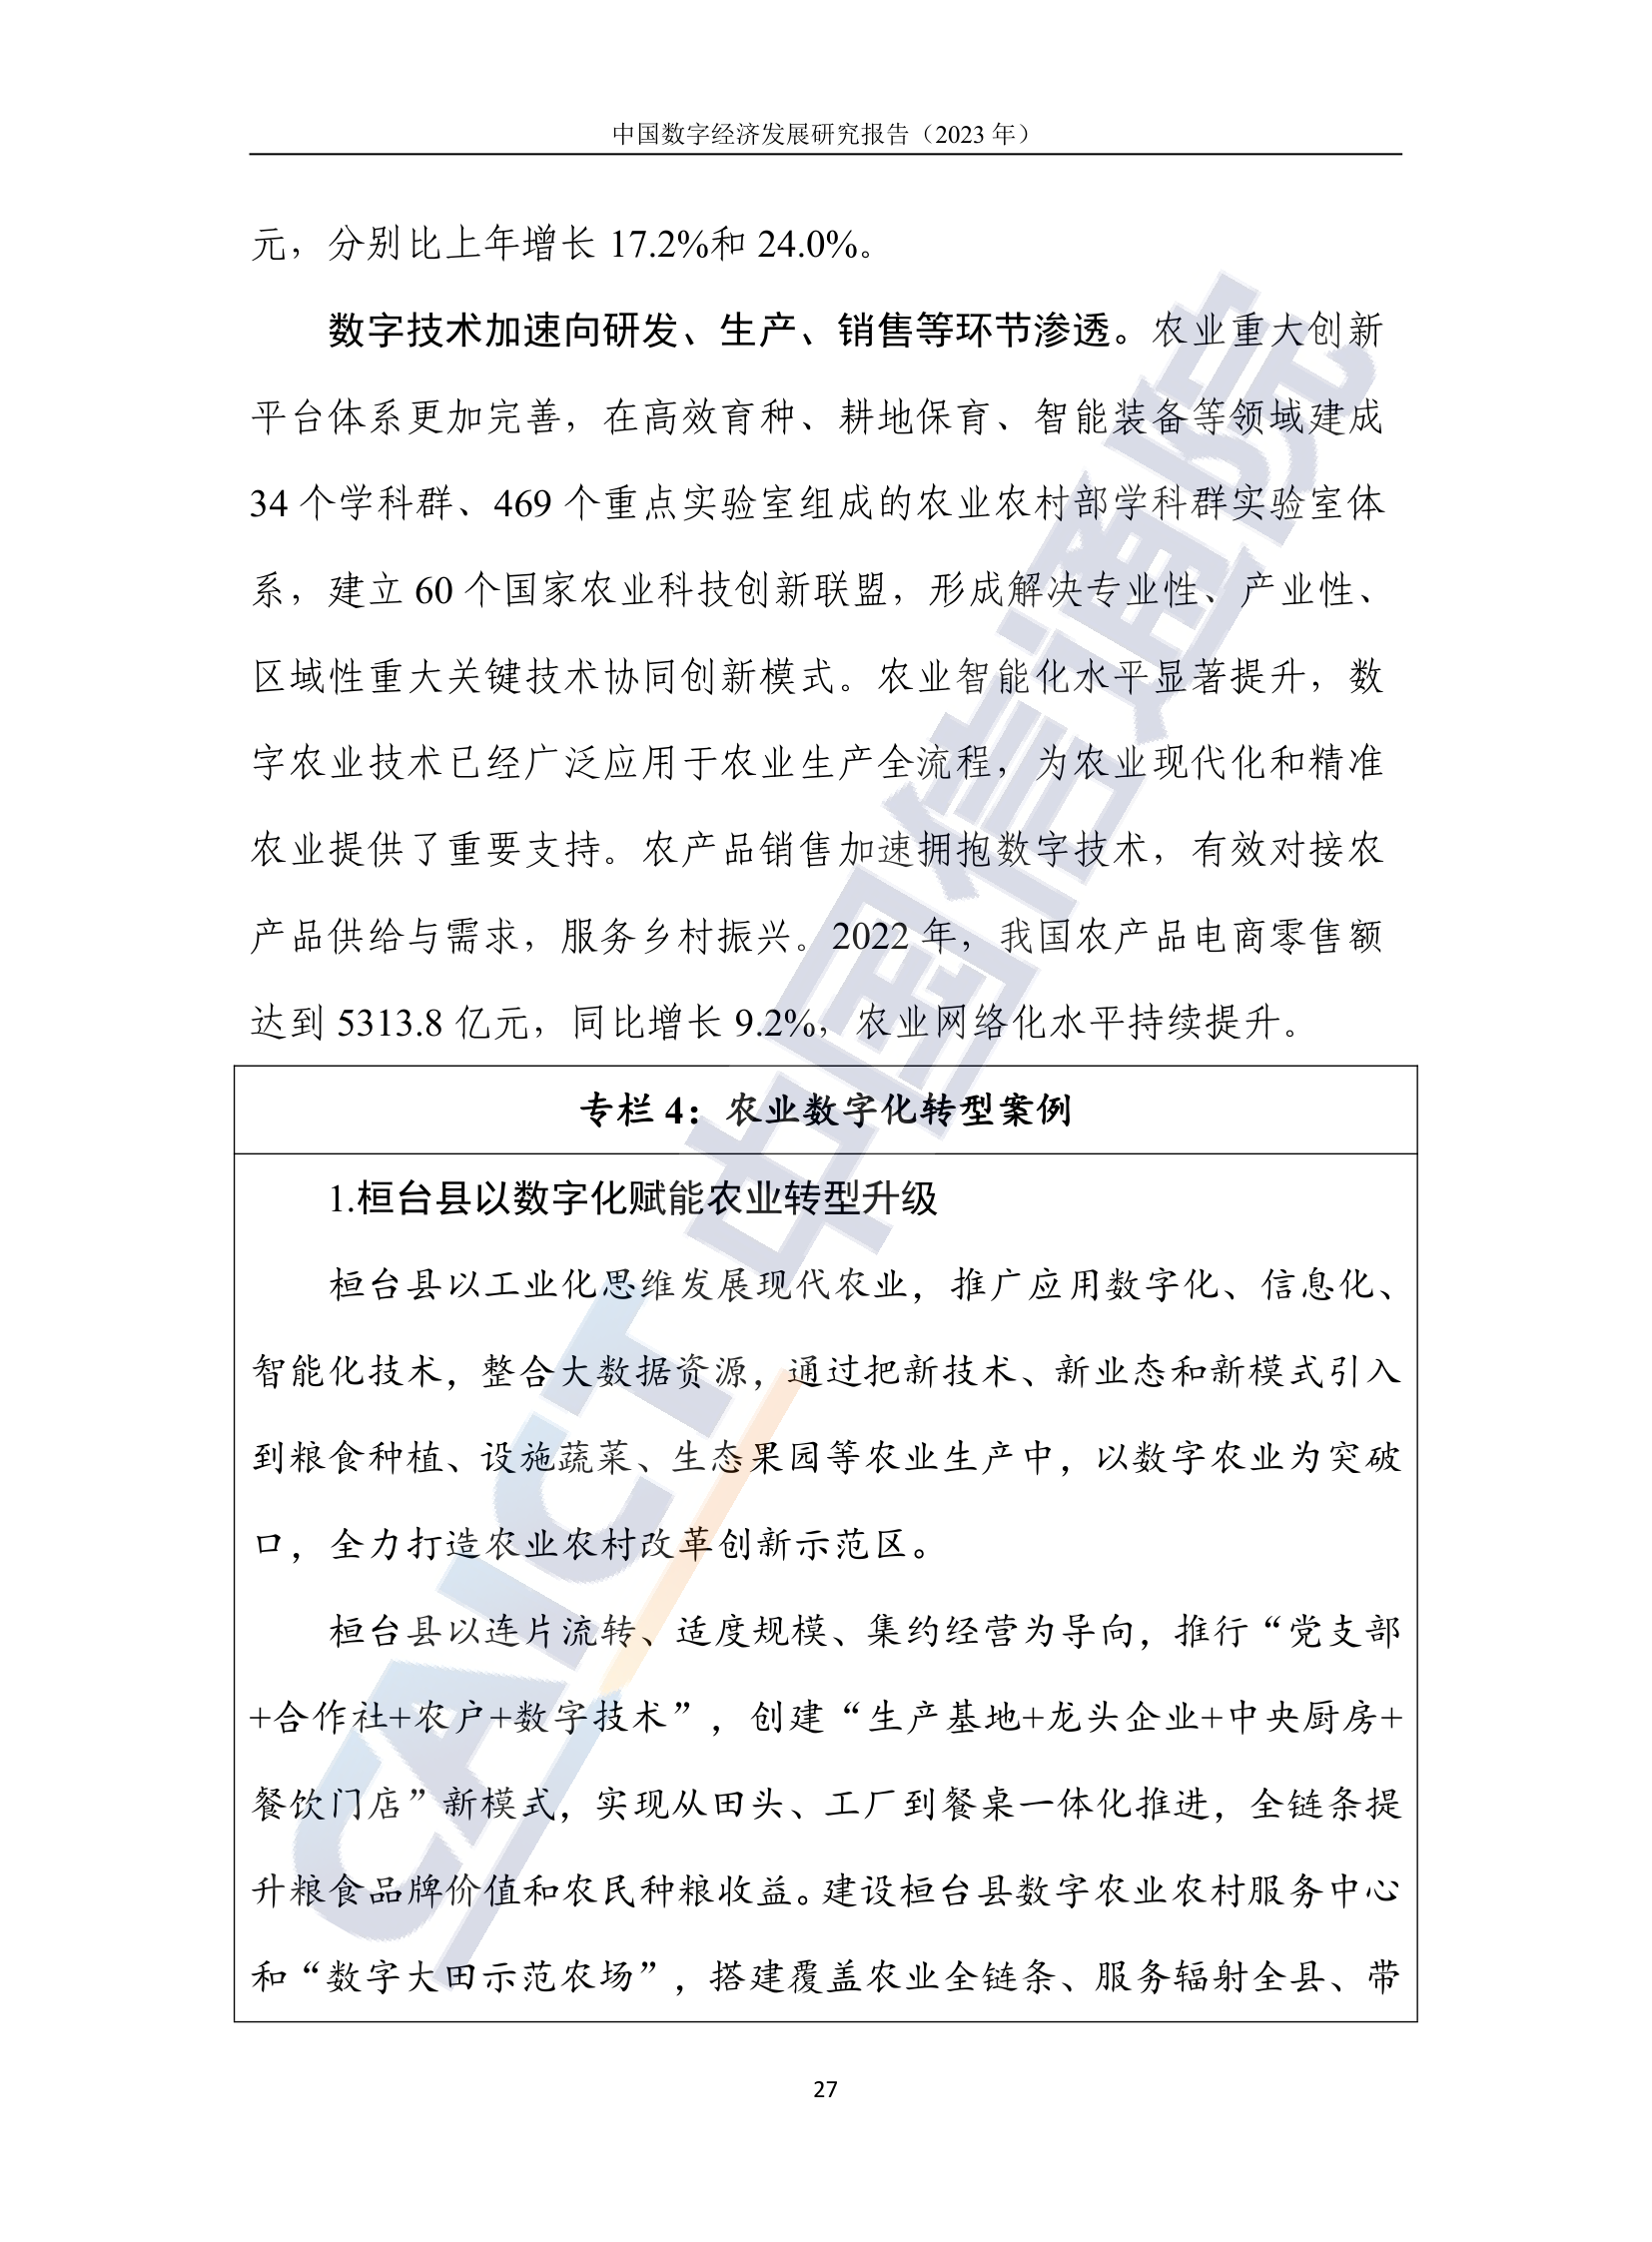 中国数字经济发展研究报告（2023 年）
元，分别比上年增长 17.2%和 24.0%。
数字技术加速向研发、生产、销售等环节渗透。农业重大创新
平台体系更加完善，在高效育种、耕地保育、智能装备等领域建成
34 个学科群、469 个重点实验室组成的农业农村部学科群实验室体
系，建立 60 个国家农业科技创新联盟，形成解决专业性、产业性、
区域性重大关键技术协同创新模式。农业智能化水平显著提升，数
字农业技术已经广泛应用于农业生产全流程，为农业现代化和精准
农业提供了重要支持。农产品销售加速拥抱数字技术，有效对接农
产品供给与需求，服务乡村振兴。2022 年，我国农产品电商零售额
达到 5313.8 亿元，同比增长 9.2%，农业网络化水平持续提升。
专栏 4：农业数字化转型案例
1.桓台县以数字化赋能农业转型升级
桓台县以工业化思维发展现代农业，推广应用数字化、信息化、
智能化技术，整合大数据资源，通过把新技术、新业态和新模式引入
到粮食种植、设施蔬菜、生态果园等农业生产中，以数字农业为突破
口，全力打造农业农村改革创新示范区。
桓台县以连片流转、适度规模、集约经营为导向，推行“党支部
+合作社+农户+数字技术”，创建“生产基地+龙头企业+中央厨房+
餐饮门店”新模式，实现从田头、工厂到餐桌一体化推进，全链条提
升粮食品牌价值和农民种粮收益。建设桓台县数字农业农村服务中心
和“数字大田示范农场”，搭建覆盖农业全链条、服务辐射全县、带
27
CAICT 中国信通院